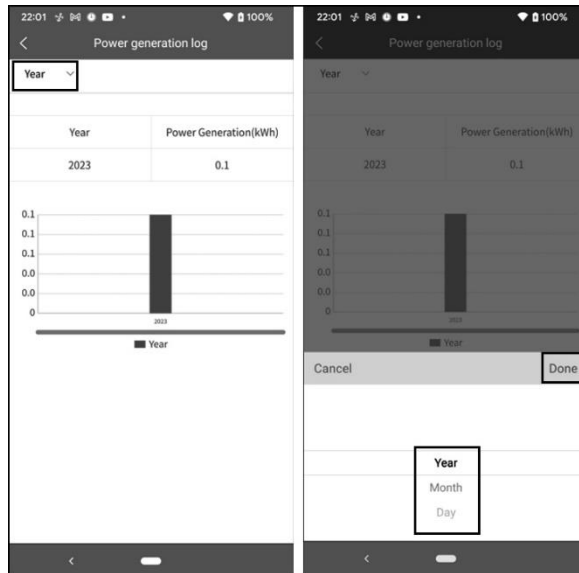 22:01 100%
Power generation log
Year
Year Power Generation(kWh)
2023 0.1
0.1
0.1
0.1
0.0
0.0
0
2023
Year
22:01 100%
Power generation log
Year
Year Power Generation(kWh)
2023 0.1
0.1
0.1
0.1
0.0
0.0
0
2023
Year
Cancel Done
Year
Month
Day